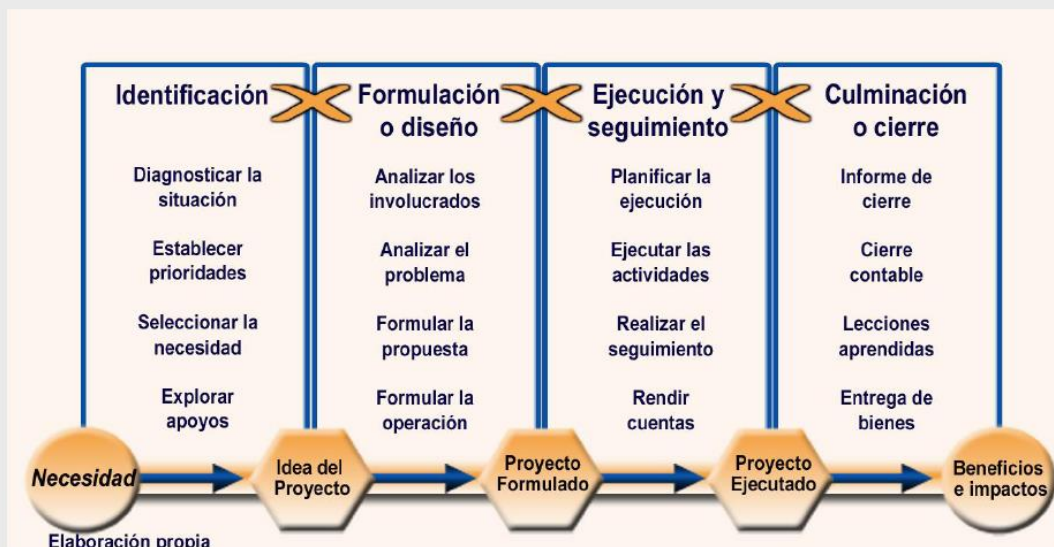 Identificación
Diagnosticar la
situación
Establecer
prioridades
Seleccionar la
necesidad
Explorar
apoyos
Formulación
o diseño
Analizar los
involucrados
Analizar el
problema
Formular la
propuesta
Formular la
operación
Ejecución y
seguimiento
Planificar la
ejecución
Ejecutar las
actividades
Realizar el
seguimiento
Rendir
cuentas
Culminación
o cierre
Informe de
cierre
Cierre
contable
Lecciones
aprendidas
Entrega de
bienes
Necesidad
Idea del
Proyecto
Proyecto
Formulado
Proyecto
Ejecutado
Beneficios
e impactos
Elaboración propia